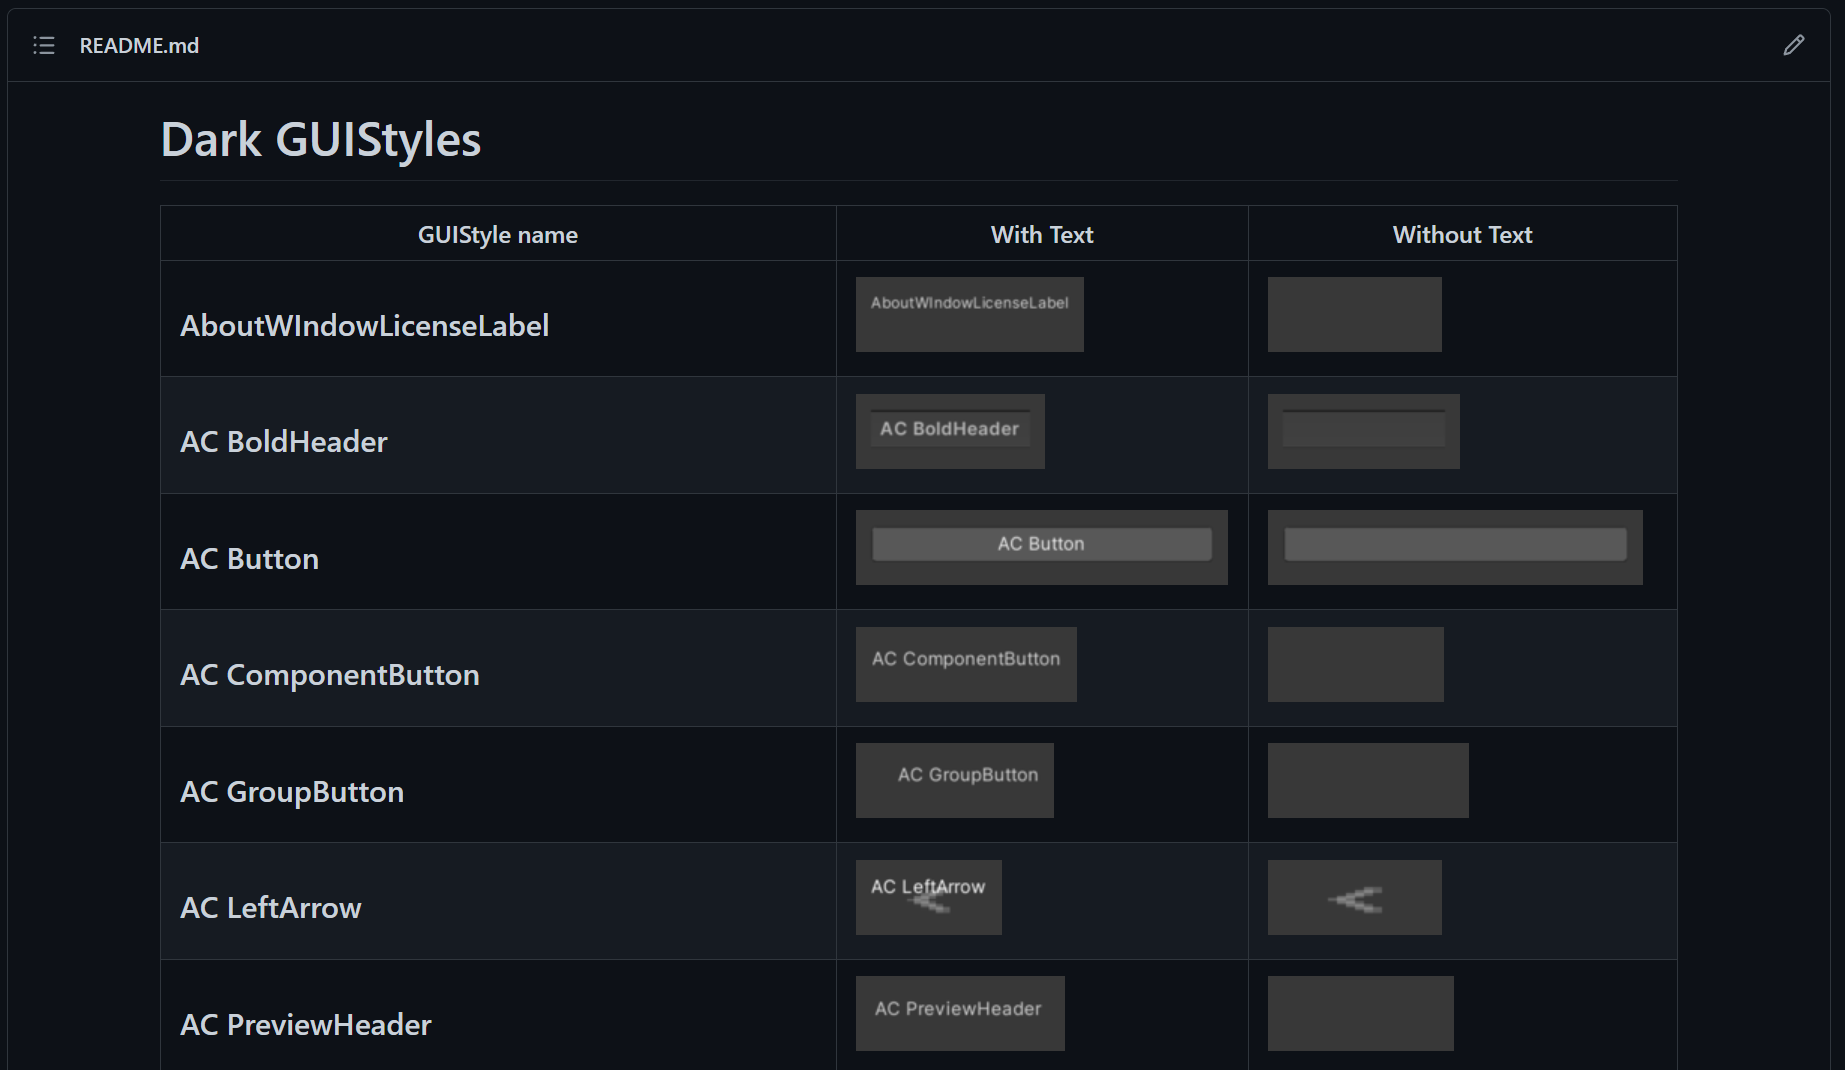 README.md
Dark GUIStyles
GUIStyle name With Text Without Text
AboutWIndowLicenseLabel AboutWIndowLicenseLabel
AC BoldHeader AC BoldHeader
AC Button AC Button
AC ComponentButton AC ComponentButton
AC GroupButton AC GroupButton
AC LeftArrow AC LeftArrow
AC PreviewHeader AC PreviewHeader